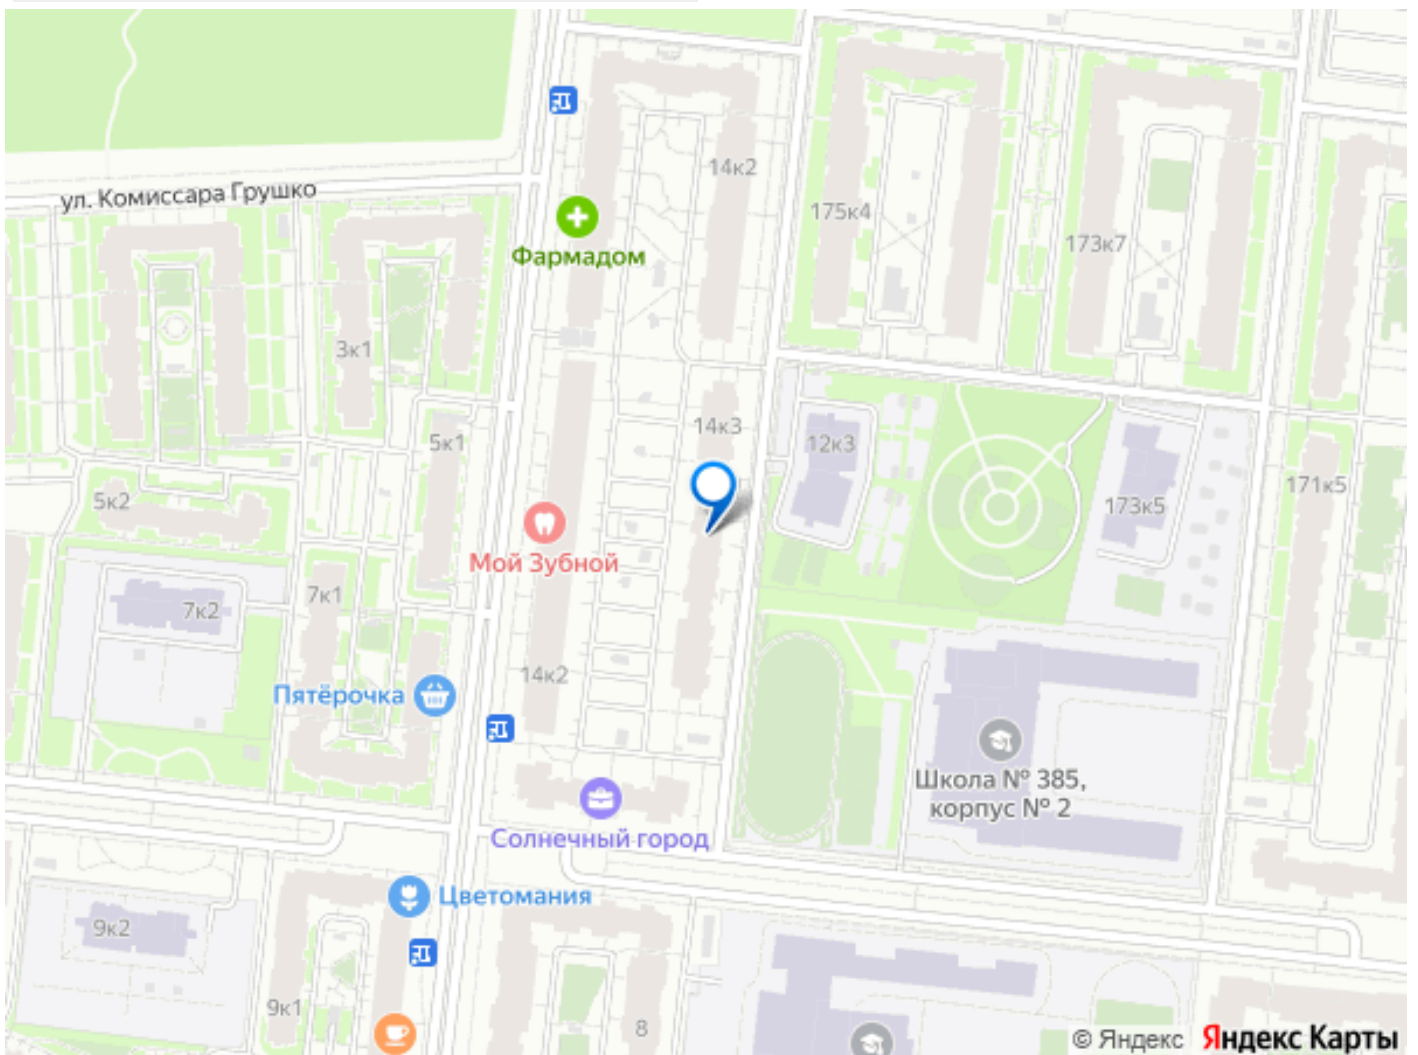 14к2
ул. Комиссара Грушко
175к4
173к7
Фармадом
3к1
14к3
5к1
12к3
171к5
5к2
173к5
Мой Зубной
7к1
7к2
14к2
Пятёрочка
Школа № 385,
корпус № 2
Солнечный город
Цветомания
9к2
9к1
8
© Яндекс Яндекс Карты